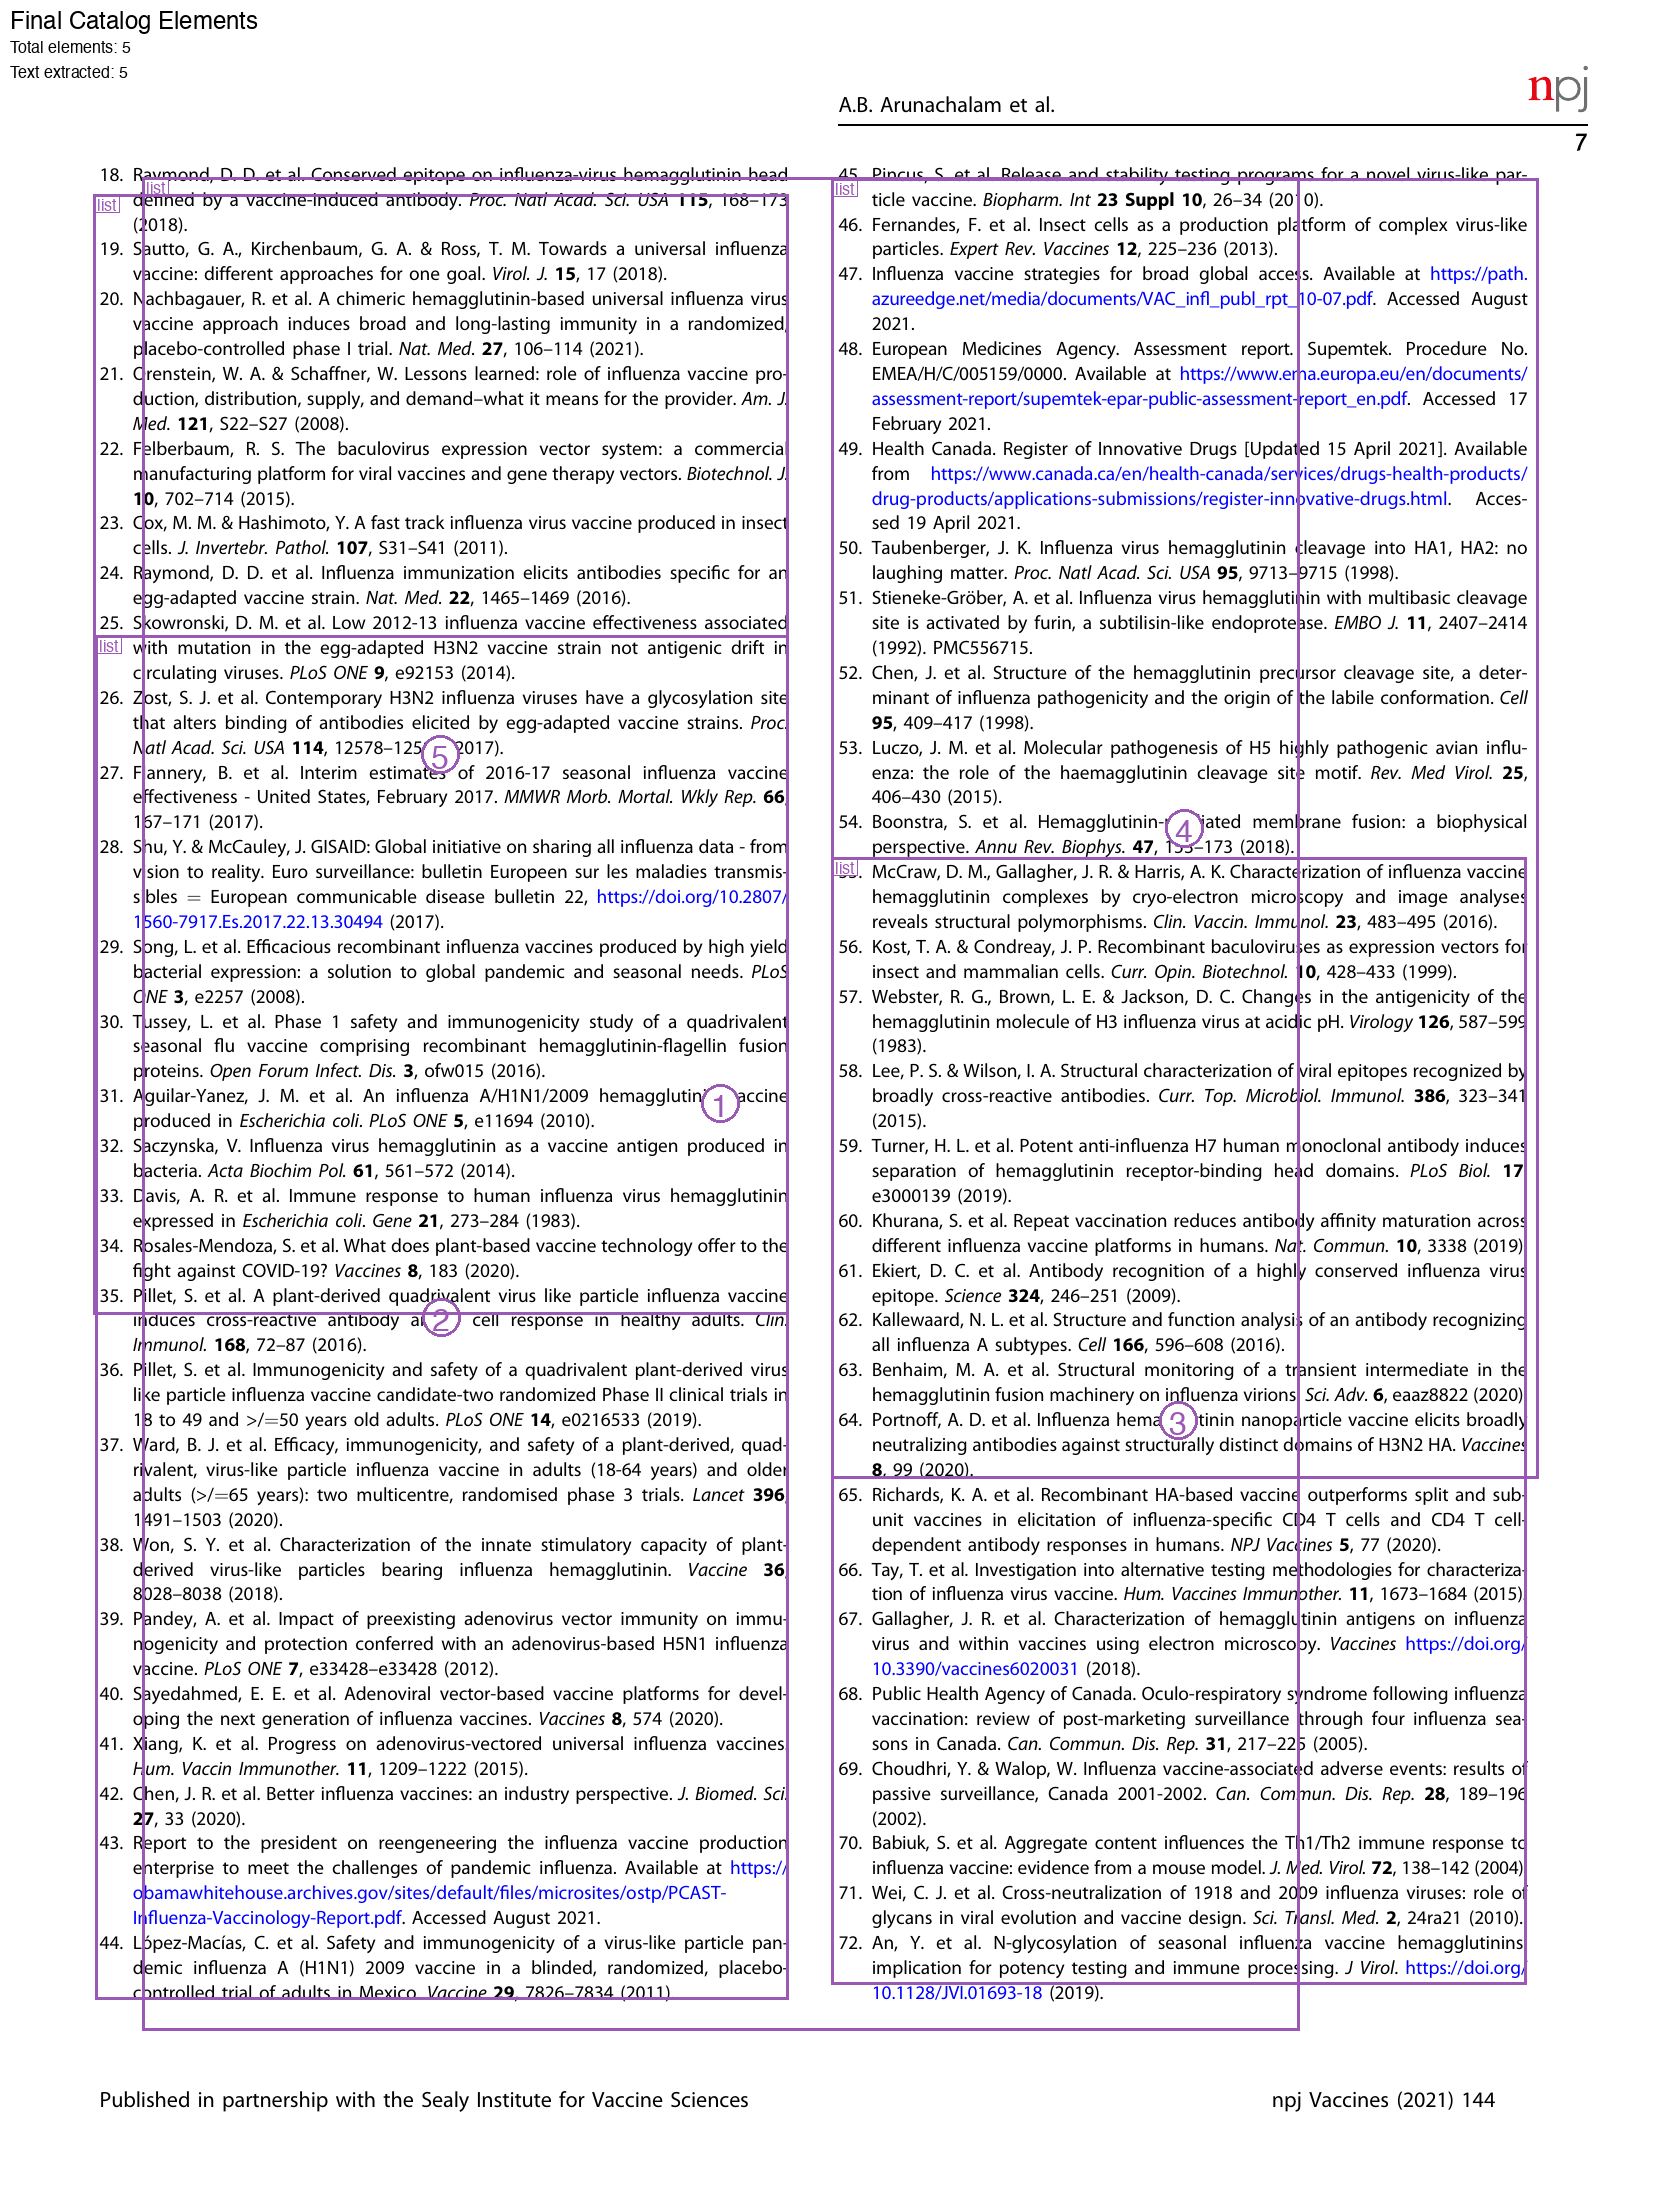 Final Catalog Elements
Total elements: 5
Text extracted: 5
npj
A.B. Arunachalam et al.
7
18. Raymond, D. D. et al. Conserved epitope on influenza-virus hemagglutinin head
defined by a vaccine-induced antibody. Proc. Natl Acad. Sci. USA 115, 168–173
(2018).
19. Sautto, G. A., Kirchenbaum, G. A. & Ross, T. M. Towards a universal influenza
vaccine: different approaches for one goal. Virol. J. 15, 17 (2018).
20. Nachbagauer, R. et al. A chimeric hemagglutinin-based universal influenza virus
vaccine approach induces broad and long-lasting immunity in a randomized,
placebo-controlled phase I trial. Nat. Med. 27, 106–114 (2021).
21. Orenstein, W. A. & Schaffner, W. Lessons learned: role of influenza vaccine pro-
duction, distribution, supply, and demand–what it means for the provider. Am. J.
Med. 121, S22–S27 (2008).
22. Felberbaum, R. S. The baculovirus expression vector system: a commercial
manufacturing platform for viral vaccines and gene therapy vectors. Biotechnol. J.
10, 702–714 (2015).
23. Cox, M. M. & Hashimoto, Y. A fast track influenza virus vaccine produced in insect
cells. J. Invertebr. Pathol. 107, S31–S41 (2011).
24. Raymond, D. D. et al. Influenza immunization elicits antibodies specific for an
egg-adapted vaccine strain. Nat. Med. 22, 1465–1469 (2016).
25. Skowronski, D. M. et al. Low 2012-13 influenza vaccine effectiveness associated
with mutation in the egg-adapted H3N2 vaccine strain not antigenic drift in
circulating viruses. PLoS ONE 9, e92153 (2014).
26. Zost, S. J. et al. Contemporary H3N2 influenza viruses have a glycosylation site
that alters binding of antibodies elicited by egg-adapted vaccine strains. Proc.
Natl Acad. Sci. USA 114, 12578–125 2017).
27. Flannery, B. et al. Interim estimates of 2016-17 seasonal influenza vaccine
effectiveness - United States, February 2017. MMWR Morb. Mortal. Wkly Rep. 66,
167–171 (2017).
28. Shu, Y. & McCauley, J. GISAID: Global initiative on sharing all influenza data - from
vision to reality. Euro surveillance: bulletin Europeen sur les maladies transmis-
sibles = European communicable disease bulletin 22, https://doi.org/10.2807/
1560-7917.Es.2017.22.13.30494 (2017).
29. Song, L. et al. Efficacious recombinant influenza vaccines produced by high yield
bacterial expression: a solution to global pandemic and seasonal needs. PLoS
ONE 3, e2257 (2008).
30. Tussey, L. et al. Phase 1 safety and immunogenicity study of a quadrivalent
seasonal flu vaccine comprising recombinant hemagglutinin-flagellin fusion
proteins. Open Forum Infect. Dis. 3, ofw015 (2016).
31. Aguilar-Yanez, J. M. et al. An influenza A/H1N1/2009 hemagglutinin vaccine
produced in Escherichia coli. PLoS ONE 5, e11694 (2010).
32. Saczynska, V. Influenza virus hemagglutinin as a vaccine antigen produced in
bacteria. Acta Biochim Pol. 61, 561–572 (2014).
33. Davis, A. R. et al. Immune response to human influenza virus hemagglutinin
expressed in Escherichia coli. Gene 21, 273–284 (1983).
34. Rosales-Mendoza, S. et al. What does plant-based vaccine technology offer to the
fight against COVID-19? Vaccines 8, 183 (2020).
35. Pillet, S. et al. A plant-derived quadrivalent virus like particle influenza vaccine
induces cross-reactive antibody cell response in healthy adults. Clin.
Immunol. 168, 72–87 (2016).
36. Pillet, S. et al. Immunogenicity and safety of a quadrivalent plant-derived virus
like particle influenza vaccine candidate-two randomized Phase II clinical trials in
18 to 49 and >/=50 years old adults. PLoS ONE 14, e0216533 (2019).
37. Ward, B. J. et al. Efficacy, immunogenicity, and safety of a plant-derived, quad-
rivalent, virus-like particle influenza vaccine in adults (18-64 years) and older
adults (>/=65 years): two multicentre, randomised phase 3 trials. Lancet 396,
1491–1503 (2020).
38. Won, S. Y. et al. Characterization of the innate stimulatory capacity of plant-
derived virus-like particles bearing influenza hemagglutinin. Vaccine 36,
8028–8038 (2018).
39. Pandey, A. et al. Impact of preexisting adenovirus vector immunity on immu-
nogenicity and protection conferred with an adenovirus-based H5N1 influenza
vaccine. PLoS ONE 7, e33428–e33428 (2012).
40. Sayedahmed, E. E. et al. Adenoviral vector-based vaccine platforms for devel-
oping the next generation of influenza vaccines. Vaccines 8, 574 (2020).
41. Xiang, K. et al. Progress on adenovirus-vectored universal influenza vaccines.
Hum. Vaccin Immunother. 11, 1209–1222 (2015).
42. Chen, J. R. et al. Better influenza vaccines: an industry perspective. J. Biomed. Sci.
27, 33 (2020).
43. Report to the president on reengeneering the influenza vaccine production
enterprise to meet the challenges of pandemic influenza. Available at https://
obamawhitehouse.archives.gov/sites/default/files/microsites/ostp/PCAST-
Influenza-Vaccinology-Report.pdf. Accessed August 2021.
44. López-Macías, C. et al. Safety and immunogenicity of a virus-like particle pan-
demic influenza A (H1N1) 2009 vaccine in a blinded, randomized, placebo-
controlled trial of adults in Mexico. Vaccine 29, 7826–7834 (2011).
45. Pincus, S. et al. Release and stability testing programs for a novel virus-like par-
ticle vaccine. Biopharm. Int 23 Suppl 10, 26–34 (2010).
46. Fernandes, F. et al. Insect cells as a production platform of complex virus-like
particles. Expert Rev. Vaccines 12, 225–236 (2013).
47. Influenza vaccine strategies for broad global access. Available at https://path.
azureedge.net/media/documents/VAC_infl_publ_rpt_10-07.pdf. Accessed August
2021.
48. European Medicines Agency. Assessment report. Supemtek. Procedure No.
EMEA/H/C/005159/0000. Available at https://www.ema.europa.eu/en/documents/
assessment-report/supemtek-epar-public-assessment-report_en.pdf. Accessed 17
February 2021.
49. Health Canada. Register of Innovative Drugs [Updated 15 April 2021]. Available
from https://www.canada.ca/en/health-canada/services/drugs-health-products/
drug-products/applications-submissions/register-innovative-drugs.html. Acces-
sed 19 April 2021.
50. Taubenberger, J. K. Influenza virus hemagglutinin cleavage into HA1, HA2: no
laughing matter. Proc. Natl Acad. Sci. USA 95, 9713–9715 (1998).
51. Stieneke-Gröber, A. et al. Influenza virus hemagglutinin with multibasic cleavage
site is activated by furin, a subtilisin-like endoprotease. EMBO J. 11, 2407–2414
(1992). PMC556715.
52. Chen, J. et al. Structure of the hemagglutinin precursor cleavage site, a deter-
minant of influenza pathogenicity and the origin of the labile conformation. Cell
95, 409–417 (1998).
53. Luczo, J. M. et al. Molecular pathogenesis of H5 highly pathogenic avian influ-
enza: the role of the haemagglutinin cleavage site motif. Rev. Med Virol. 25,
406–430 (2015).
54. Boonstra, S. et al. Hemagglutinin-mediated membrane fusion: a biophysical
perspective. Annu Rev. Biophys. 47, 153–173 (2018).
55. McCraw, D. M., Gallagher, J. R. & Harris, A. K. Characterization of influenza vaccine
hemagglutinin complexes by cryo-electron microscopy and image analyses
reveals structural polymorphisms. Clin. Vaccin. Immunol. 23, 483–495 (2016).
56. Kost, T. A. & Condreay, J. P. Recombinant baculoviruses as expression vectors for
insect and mammalian cells. Curr. Opin. Biotechnol. 10, 428–433 (1999).
57. Webster, R. G., Brown, L. E. & Jackson, D. C. Changes in the antigenicity of the
hemagglutinin molecule of H3 influenza virus at acidic pH. Virology 126, 587–599
(1983).
58. Lee, P. S. & Wilson, I. A. Structural characterization of viral epitopes recognized by
broadly cross-reactive antibodies. Curr. Top. Microbiol. Immunol. 386, 323–341
(2015).
59. Turner, H. L. et al. Potent anti-influenza H7 human monoclonal antibody induces
separation of hemagglutinin receptor-binding head domains. PLoS Biol. 17
e3000139 (2019).
60. Khurana, S. et al. Repeat vaccination reduces antibody affinity maturation across
different influenza vaccine platforms in humans. Nat. Commun. 10, 3338 (2019)
61. Ekiert, D. C. et al. Antibody recognition of a highly conserved influenza virus
epitope. Science 324, 246–251 (2009).
62. Kallewaard, N. L. et al. Structure and function analysis of an antibody recognizing
all influenza A subtypes. Cell 166, 596–608 (2016).
63. Benhaim, M. A. et al. Structural monitoring of a transient intermediate in the
hemagglutinin fusion machinery on influenza virions. Sci. Adv. 6, eaaz8822 (2020)
64. Portnoff, A. D. et al. Influenza hemagglutinin nanoparticle vaccine elicits broadly
neutralizing antibodies against structurally distinct domains of H3N2 HA. Vaccines
8, 99 (2020).
65. Richards, K. A. et al. Recombinant HA-based vaccine outperforms split and sub-
unit vaccines in elicitation of influenza-specific CD4 T cells and CD4 T cell-
dependent antibody responses in humans. NPJ Vaccines 5, 77 (2020).
66. Tay, T. et al. Investigation into alternative testing methodologies for characteriza-
tion of influenza virus vaccine. Hum. Vaccines Immunother. 11, 1673–1684 (2015).
67. Gallagher, J. R. et al. Characterization of hemagglutinin antigens on influenza
virus and within vaccines using electron microscopy. Vaccines https://doi.org/
10.3390/vaccines6020031 (2018).
68. Public Health Agency of Canada. Oculo-respiratory syndrome following influenza
vaccination: review of post-marketing surveillance through four influenza sea-
sons in Canada. Can. Commun. Dis. Rep. 31, 217–225 (2005).
69. Choudhri, Y. & Walop, W. Influenza vaccine-associated adverse events: results of
passive surveillance, Canada 2001-2002. Can. Commun. Dis. Rep. 28, 189–196
(2002).
70. Babiuk, S. et al. Aggregate content influences the Th1/Th2 immune response to
influenza vaccine: evidence from a mouse model. J. Med. Virol. 72, 138–142 (2004)
71. Wei, C. J. et al. Cross-neutralization of 1918 and 2009 influenza viruses: role of
glycans in viral evolution and vaccine design. Sci. Transl. Med. 2, 24ra21 (2010).
72. An, Y. et al. N-glycosylation of seasonal influenza vaccine hemagglutinins
implication for potency testing and immune processing. J Virol. https://doi.org/
10.1128/JVI.01693-18 (2019).
list
list
list
list
list
5
4
1
2
3
Published in partnership with the Sealy Institute for Vaccine Sciences
npj Vaccines (2021) 144